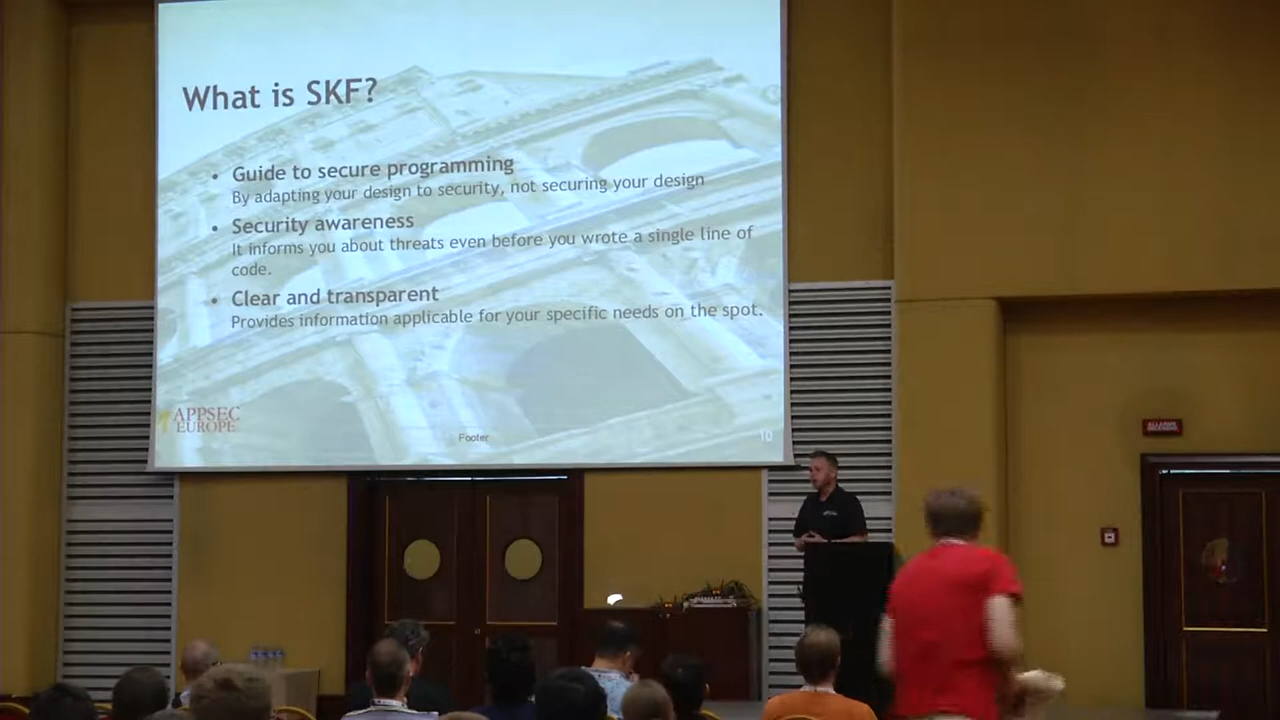 What is SKF?
• Guide to secure programming
By adapting your design to security, not securing your design
• Security awareness
It informs you about threats even before you wrote a single line of
code.
• Clear and transparent
Provides information applicable for your specific needs on the spot.
APPSEC
EUROPE
Footer
10
ALLARME
INCENDIO